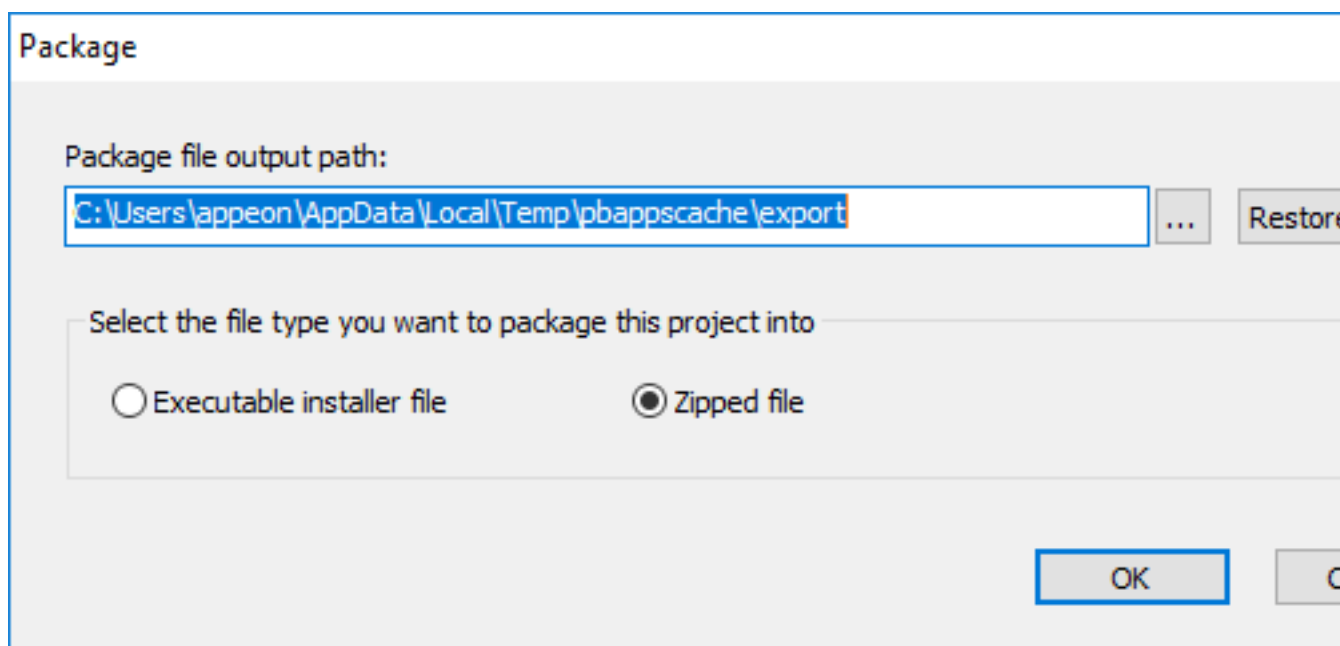 Package
Package file output path:
C:\Users\appeon\AppData\Local\Temp\pbappscache\export
... Restore
Select the file type you want to package this project into
Executable installer file
Zipped file
OK